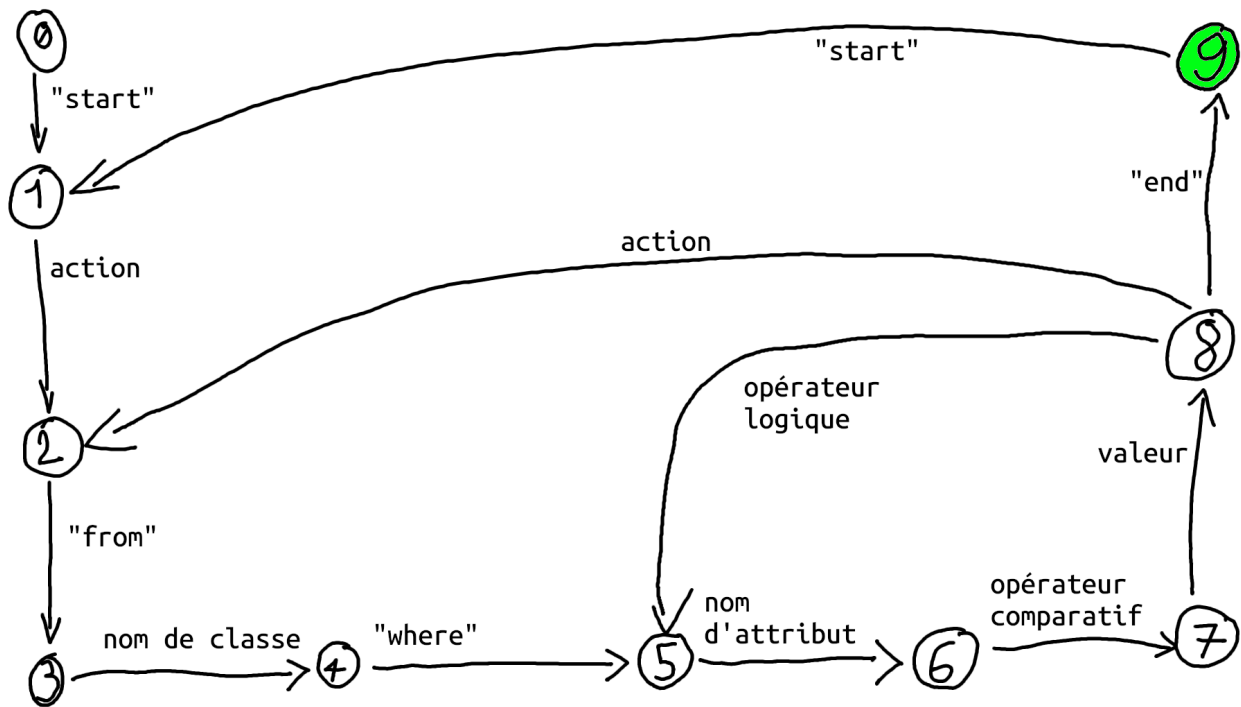 0
"start"
9
"start"
1
"end"
action
action
8
opérateur
logique
2
valeur
"from"
opérateur
comparatif
nom
d'attribut
nom de classe
"where"
3
4
5
6
7